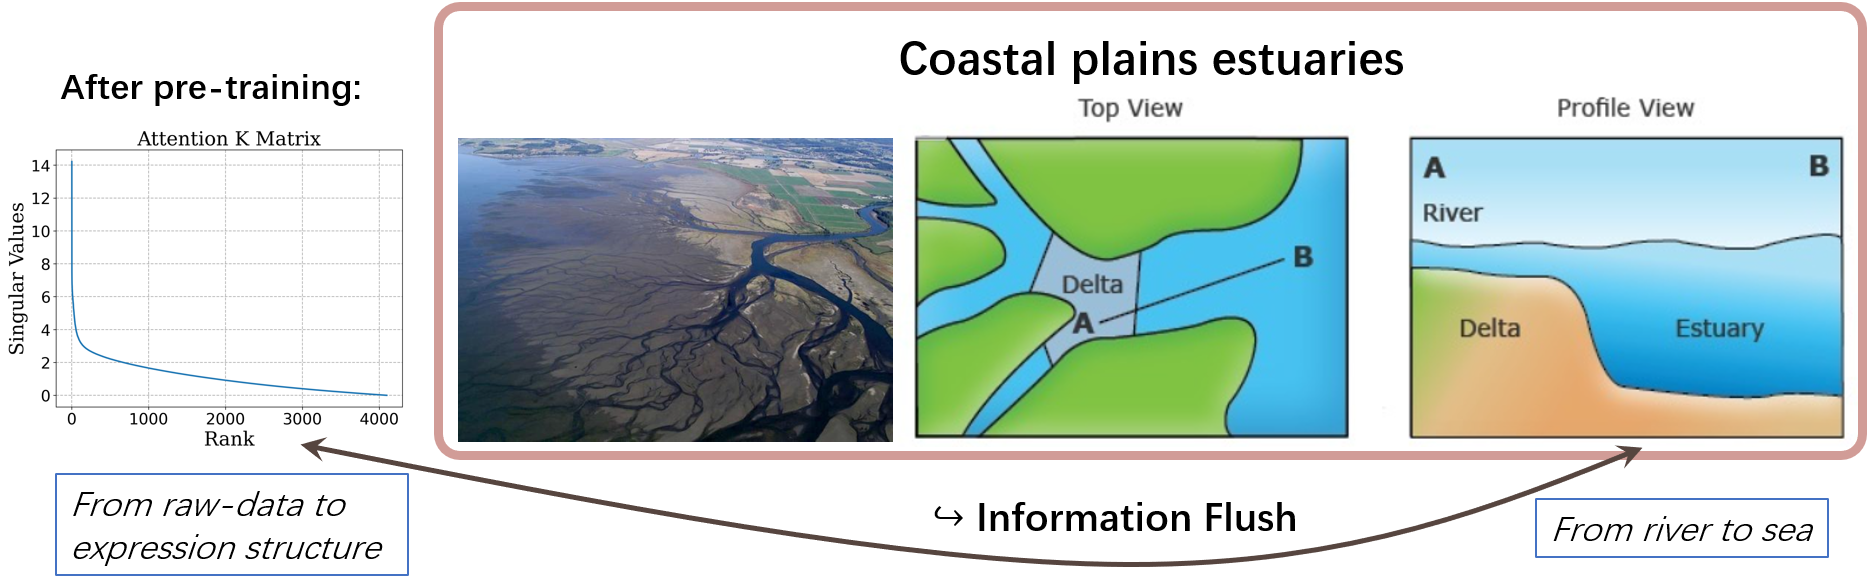 After pre-training:
Attention K Matrix
Singular Values
14
12
10
8
6
4
2
0
0 1000 2000 3000 4000
Rank
From raw-data to
expression structure
Coastal plains estuaries
Top View
Delta
A
B
Profile View
A B
River
Delta Estuary
↪ Information Flush
From river to sea